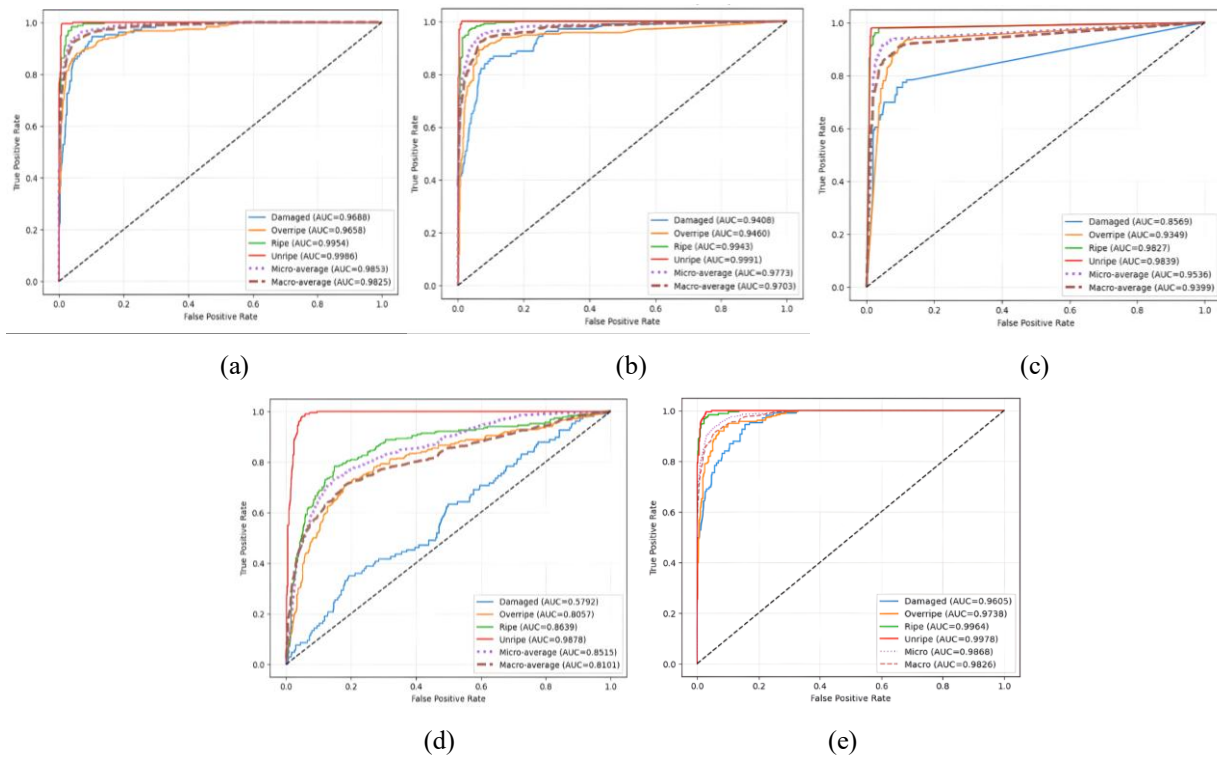 1.0
0.8
0.6
0.4
0.2
0.0
True Positive Rate
0.0 0.2 0.4 0.6 0.8 1.0
False Positive Rate
Damaged (AUC=0.9688)
Overripe (AUC=0.9658)
Ripe (AUC=0.9954)
Unripe (AUC=0.9986)
Micro-average (AUC=0.9853)
Macro-average (AUC=0.9825)
(a)
1.0
0.8
0.6
0.4
0.2
0.0
True Positive Rate
0.0 0.2 0.4 0.6 0.8 1.0
False Positive Rate
Damaged (AUC=0.9408)
Overripe (AUC=0.9460)
Ripe (AUC=0.9943)
Unripe (AUC=0.9991)
Micro-average (AUC=0.9773)
Macro-average (AUC=0.9703)
(b)
1.0
0.8
0.6
0.4
0.2
0.0
True Positive Rate
0.0 0.2 0.4 0.6 0.8 1.0
False Positive Rate
Damaged (AUC=0.8569)
Overripe (AUC=0.9349)
Ripe (AUC=0.9827)
Unripe (AUC=0.9839)
Micro-average (AUC=0.9536)
Macro-average (AUC=0.9399)
(c)
1.0
0.8
0.6
0.4
0.2
0.0
True Positive Rate
0.0 0.2 0.4 0.6 0.8 1.0
False Positive Rate
Damaged (AUC=0.5792)
Overripe (AUC=0.8057)
Ripe (AUC=0.8639)
Unripe (AUC=0.9878)
Micro-average (AUC=0.8515)
Macro-average (AUC=0.8101)
(d)
1.0
0.8
0.6
0.4
0.2
0.0
True Positive Rate
0.0 0.2 0.4 0.6 0.8 1.0
False Positive Rate
Damaged (AUC=0.9605)
Overripe (AUC=0.9738)
Ripe (AUC=0.9964)
Unripe (AUC=0.9978)
Micro (AUC=0.9868)
Macro (AUC=0.9826)
(e)